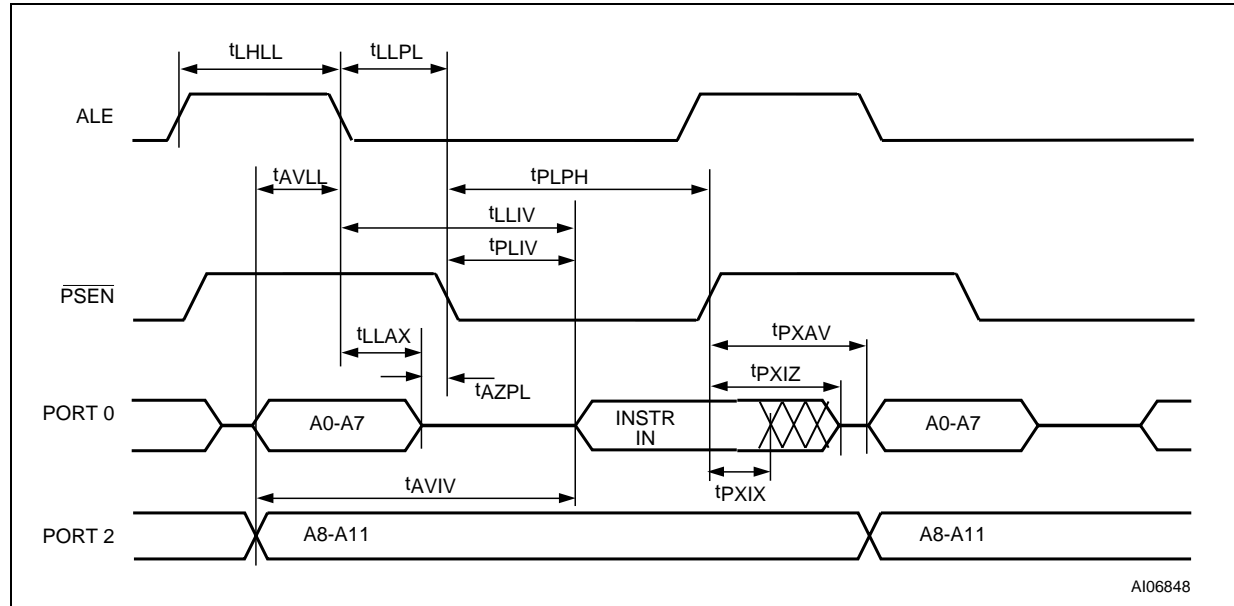 tLHLL
tLLPL
ALE
tAVLL
tPLPH
tLLIV
tPLIV
PSEN
tLLAX
tPXAV
tAZPL
tPXIZ
PORT 0
A0-A7
INSTR
IN
A0-A7
tPXIX
tAVIV
PORT 2
A8-A11
A8-A11
AI06848